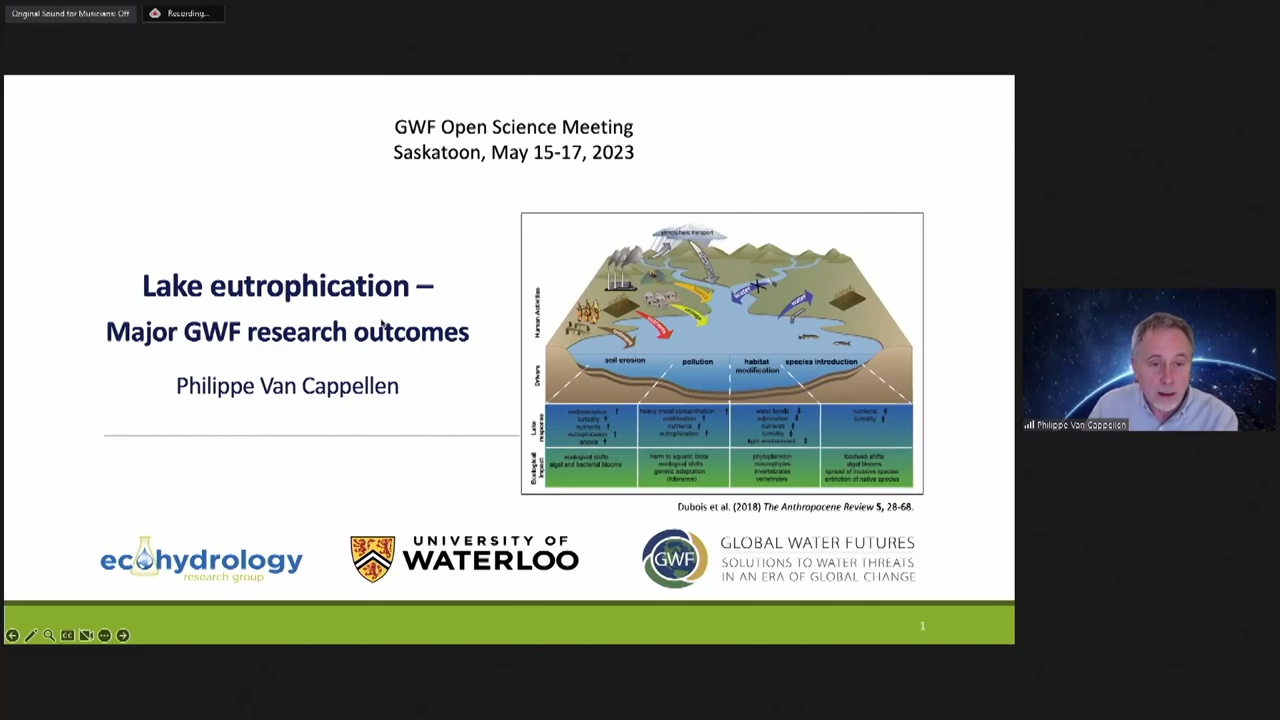 Original Sound for Musicians: Off
Recording...
GWF Open Science Meeting
Saskatoon, May 15-17, 2023
Lake eutrophication –
Major GWF research outcomes
Philippe Van Cappellen
atmospheric transport
Human Activities
water
water
soil erosion
pollution
habitat modification
species introduction
Drivers
Lake response
sedimentation ↑
turbidity ↑
nutrients ↑
eutrophication ↑
anoxia ↑
heavy metal contamination ↑
acidification ↑
nutrients ↑
eutrophication ↑
water levels
nutrients
turbidity
nutrients
turbidity
Ecological impact
ecological shifts
algal and bacterial blooms
harm to aquatic biota
ecological shifts
genetic adaptation
(tolerance)
phytoplankton
macrophytes
invertebrates
vertebrates
foodweb shifts
algal blooms
spread of invasive species
extinction of native species
Dubois et al. (2018) The Anthropocene Review 5, 28-68.
ecohydrology
research group
UNIVERSITY OF
WATERLOO
GWF
GLOBAL WATER FUTURES
SOLUTIONS TO WATER THREATS
IN AN ERA OF GLOBAL CHANGE
1
Philippe Van Cappellen